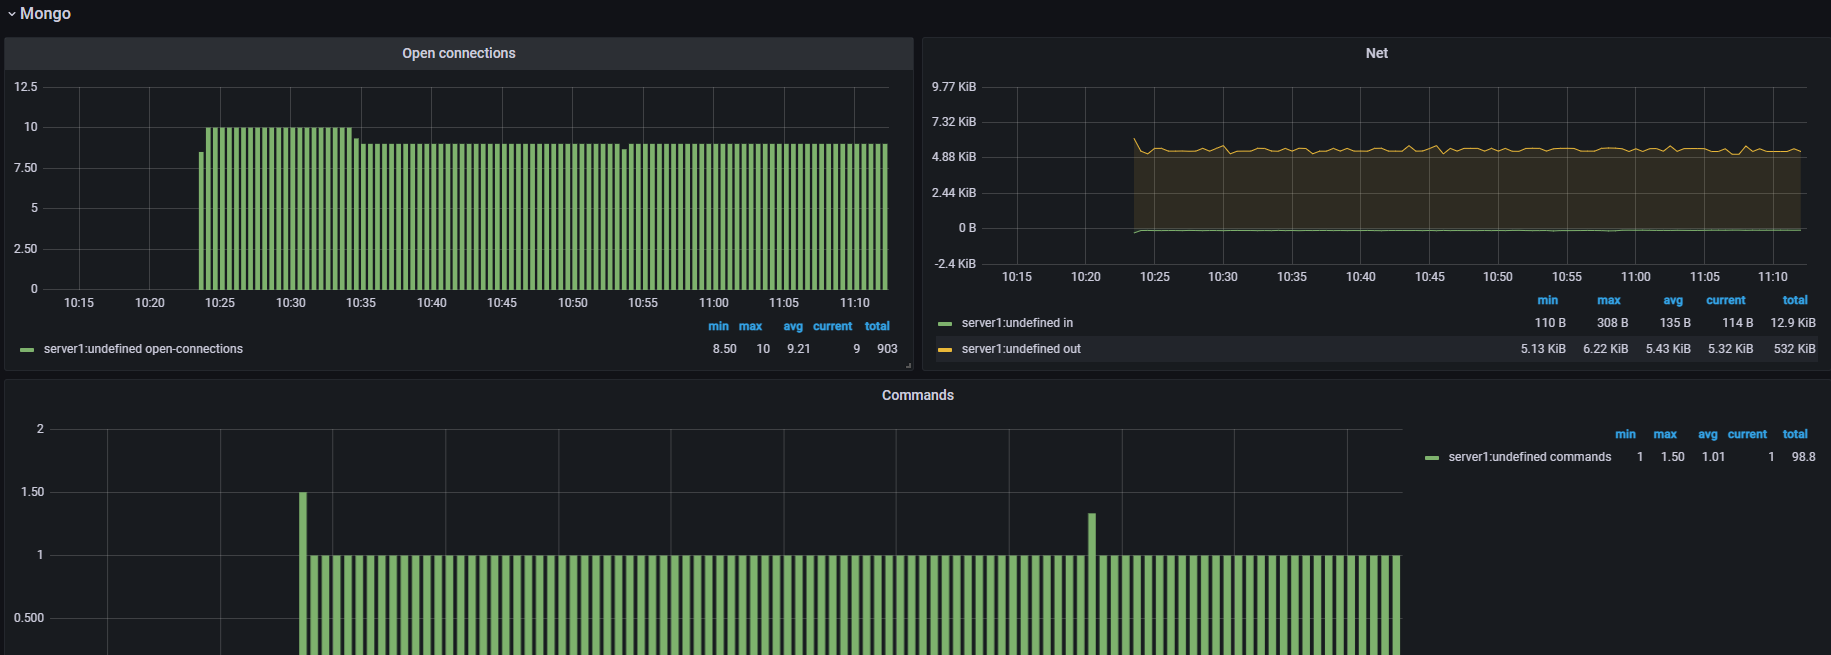 Mongo
Open connections
12.5
10
7.50
5
2.50
0
10:15 10:20 10:25 10:30 10:35 10:40 10:45 10:50 10:55 11:00 11:05 11:10
min max avg current total
server1:undefined open-connections 8.50 10 9.21 9 903
Net
9.77 KiB
7.32 KiB
4.88 KiB
2.44 KiB
0 B
-2.4 KiB
10:15 10:20 10:25 10:30 10:35 10:40 10:45 10:50 10:55 11:00 11:05 11:10
min max avg current total
server1:undefined in 110 B 308 B 135 B 114 B 12.9 KiB
server1:undefined out 5.13 KiB 6.22 KiB 5.43 KiB 5.32 KiB 532 KiB
Commands
2
1.50
1
0.500
min max avg current total
server1:undefined commands 1 1.50 1.01 1 98.8